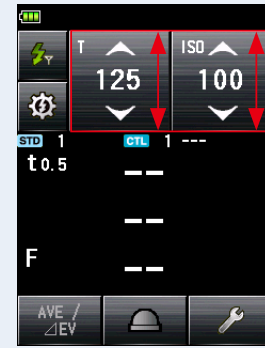 T ISO
125 100
STD 1 CTL 1 ---
t0.5 -- 
--
F --
AVE /
⊿EV